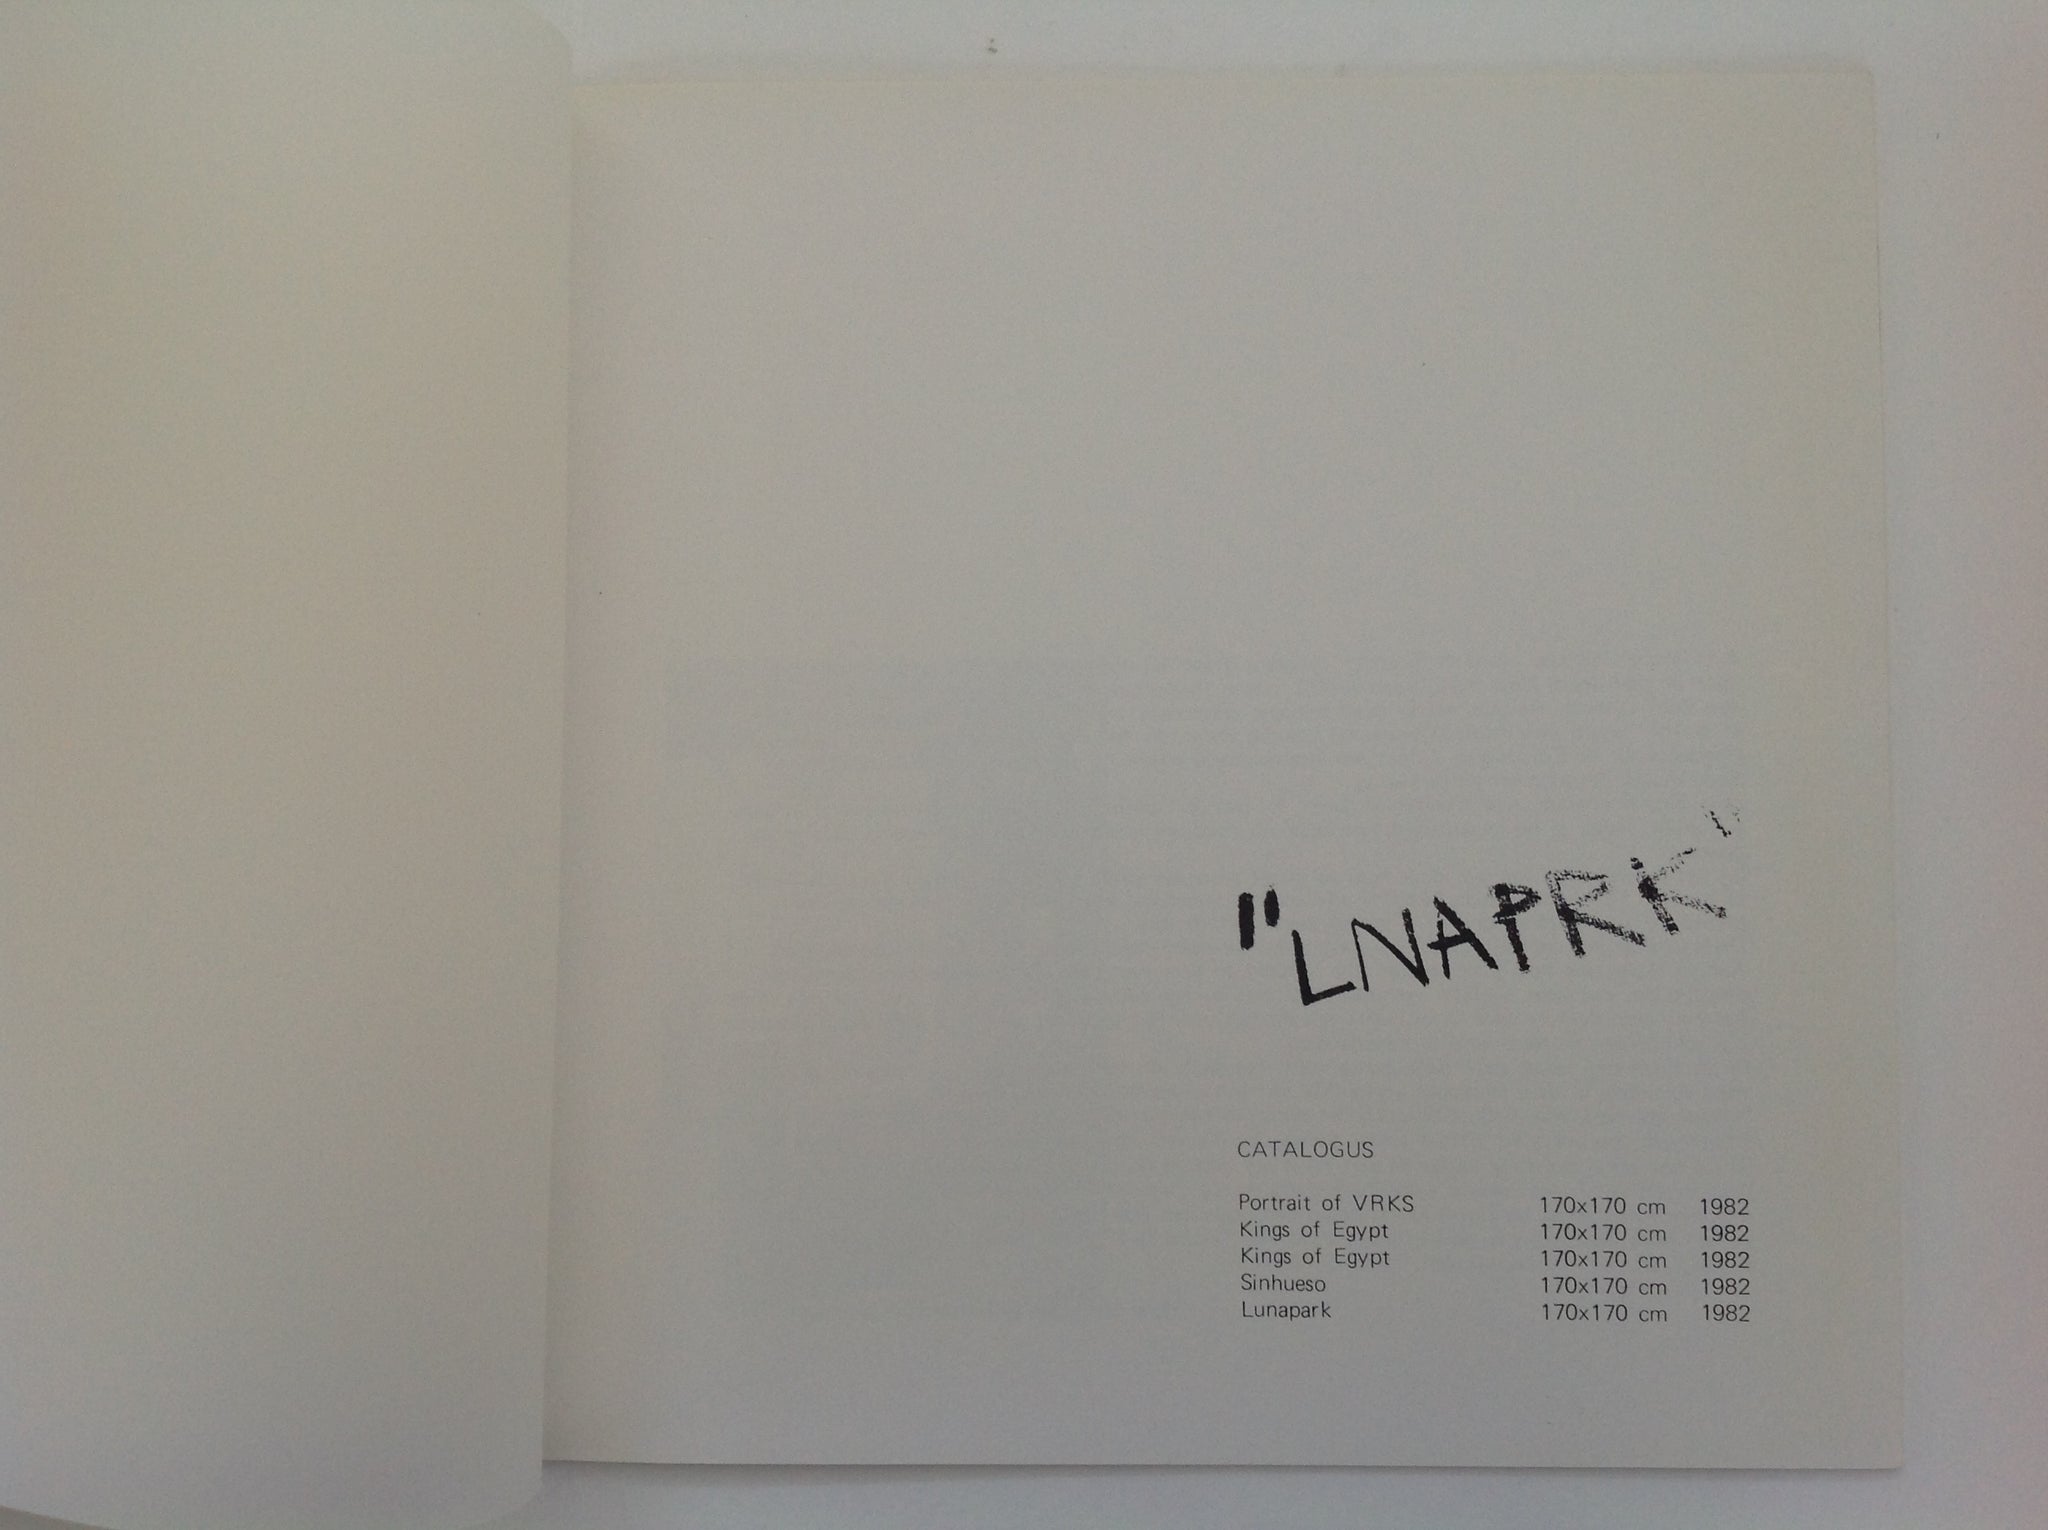 "LNAPRK"
CATALOGUS
Portrait of VRKS 170x170 cm 1982
Kings of Egypt 170x170 cm 1982
Kings of Egypt 170x170 cm 1982
Sinhueso 170x170 cm 1982
Lunapark 170x170 cm 1982